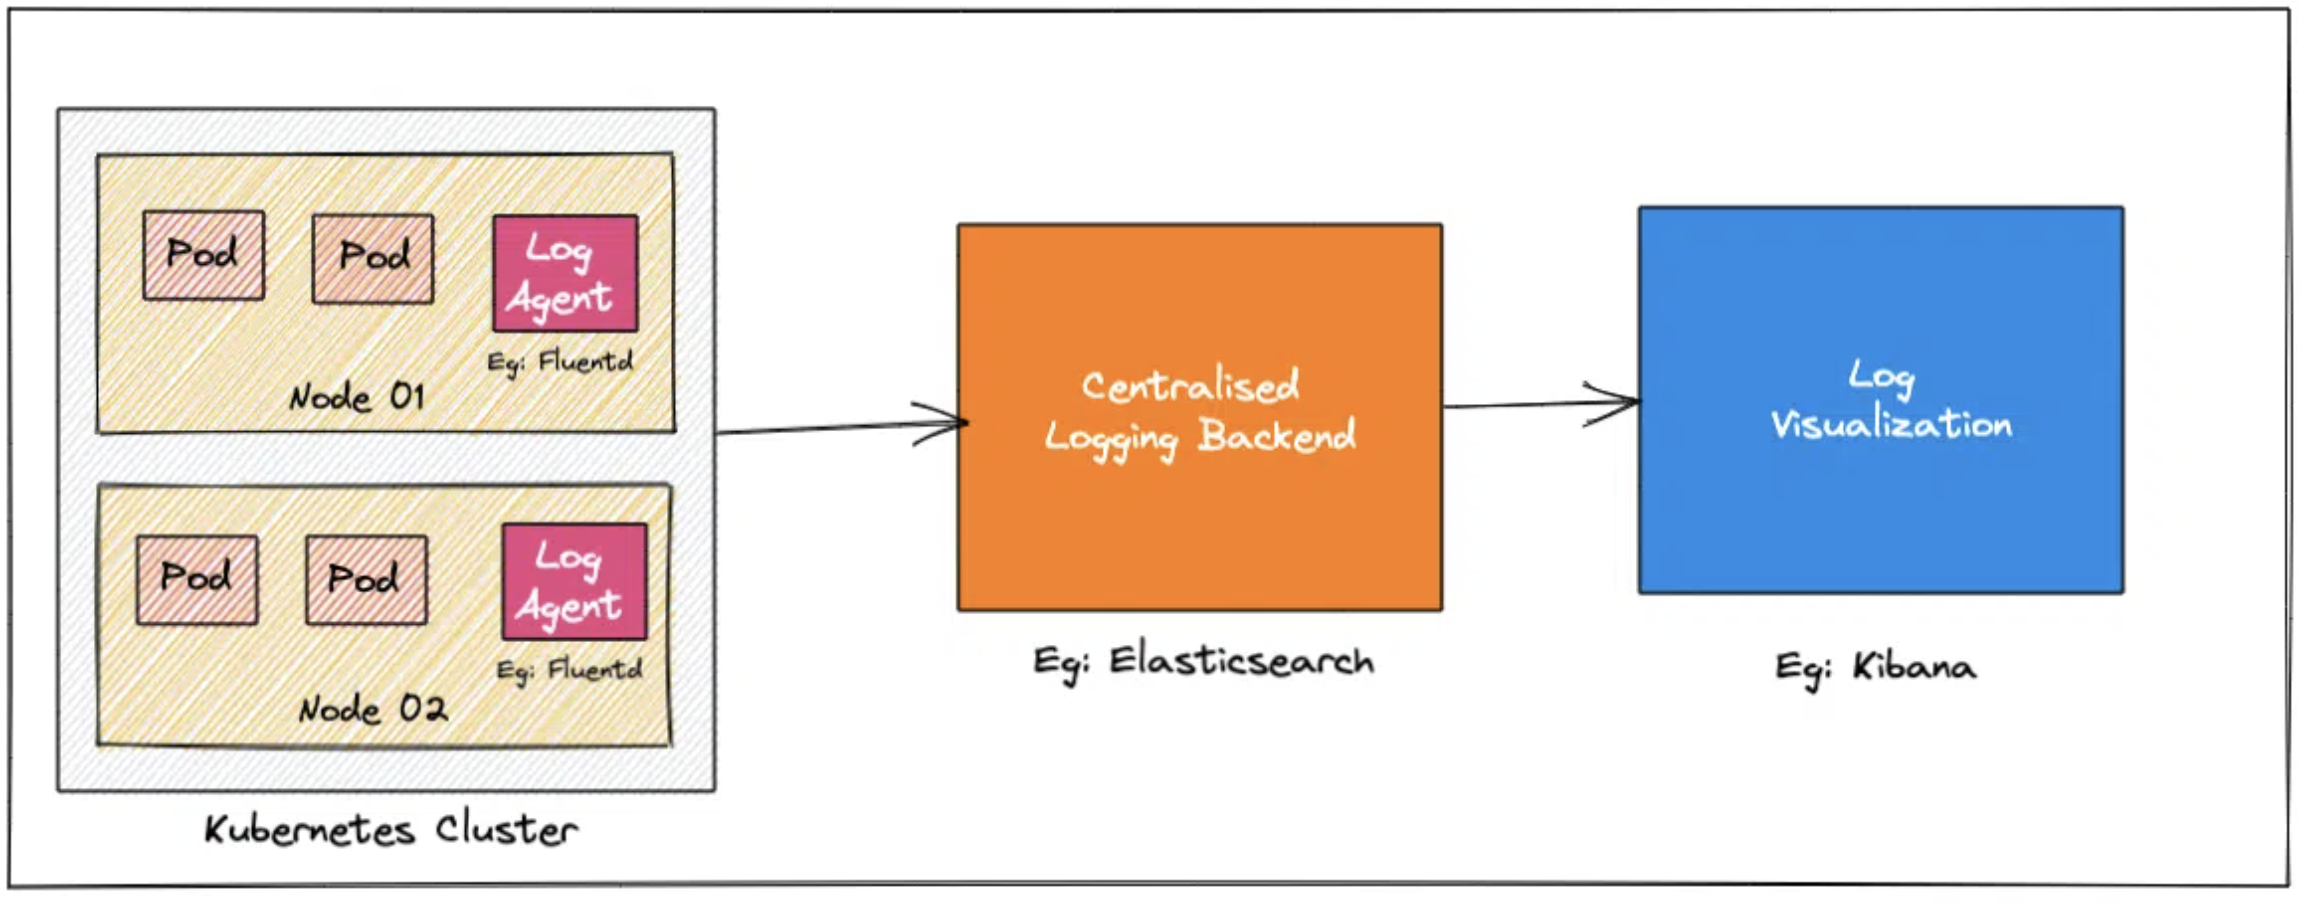 Pod
Pod
Log
Agent
Eg: Fluentd
Node 01
Pod
Pod
Log
Agent
Eg: Fluentd
Node 02
Kubernetes Cluster
Centralised
Logging Backend
Eg: Elasticsearch
Log
Visualization
Eg: Kibana